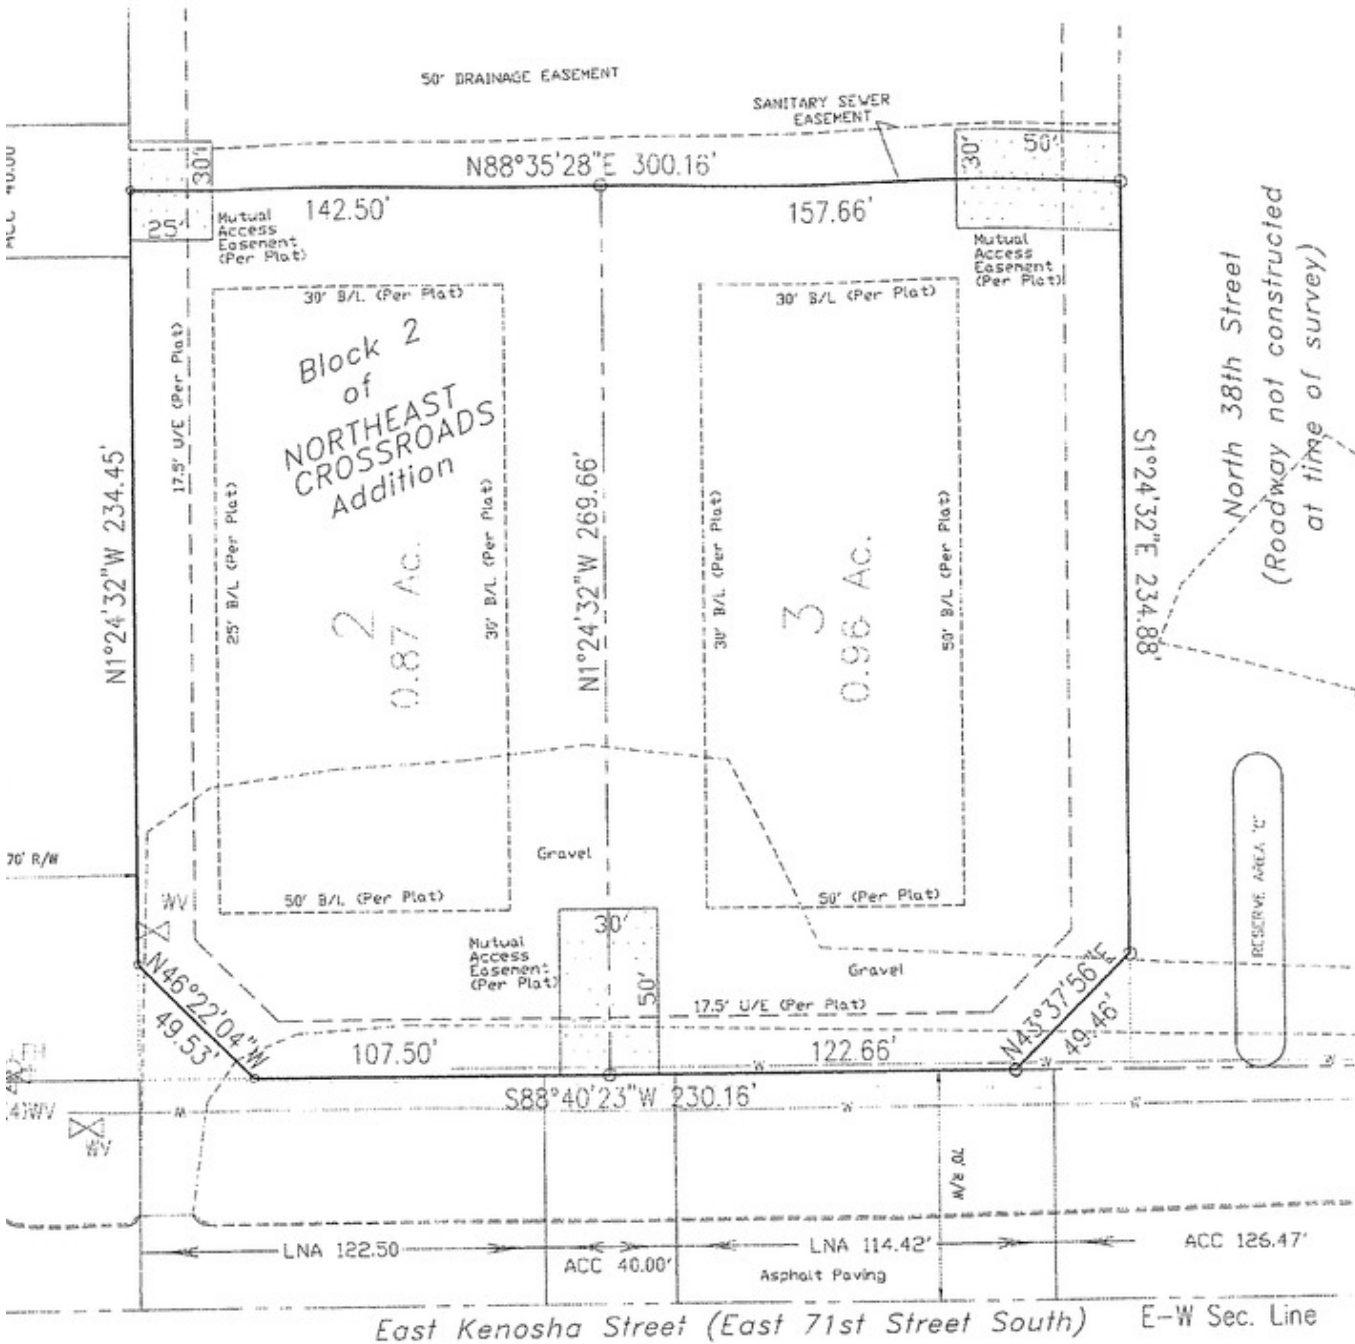 50' DRAINAGE EASEMENT
SANITARY SEWER
EASEMENT
ACC 40.00
30'
N88°35'28"E 300.16'
30'
50'
142.50'
157.66'
25'
Mutual
Access
Easement
(Per Plat)
Mutual
Access
Easement
(Per Plat)
30' B/L (Per Plat)
30' B/L (Per Plat)
North 38th Street
(Roadway not constructed
at time of survey)
17.5' U/E (Per Plat)
Block 2
of
NORTHEAST
CROSSROADS
Addition
N1°24'32"W 234.45'
25' B/L (Per Plat)
2
0.87 Ac.
30' B/L (Per Plat)
N1°24'32"W 269.66'
30' B/L (Per Plat)
3
0.96 Ac.
50' B/L (Per Plat)
S1°24'32"E 234.88'
70' R/W
Gravel
50' B/L (Per Plat)
50' (Per Plat)
RESERVE AREA 'C'
WV
30'
Mutual
Access
Easement
(Per Plat)
50'
Gravel
17.5' U/E (Per Plat)
N46°22'04"W
49.53'
N43°37'56"E
49.46'
107.50'
122.66'
FH
W
W
W
S88°40'23"W 230.16'
WV
W
W
W
WV
70' R/W
LNA 122.50
ACC 40.00'
LNA 114.42'
ACC 126.47'
Asphalt Paving
East Kenosha Street (East 71st Street South)
E-W Sec. Line